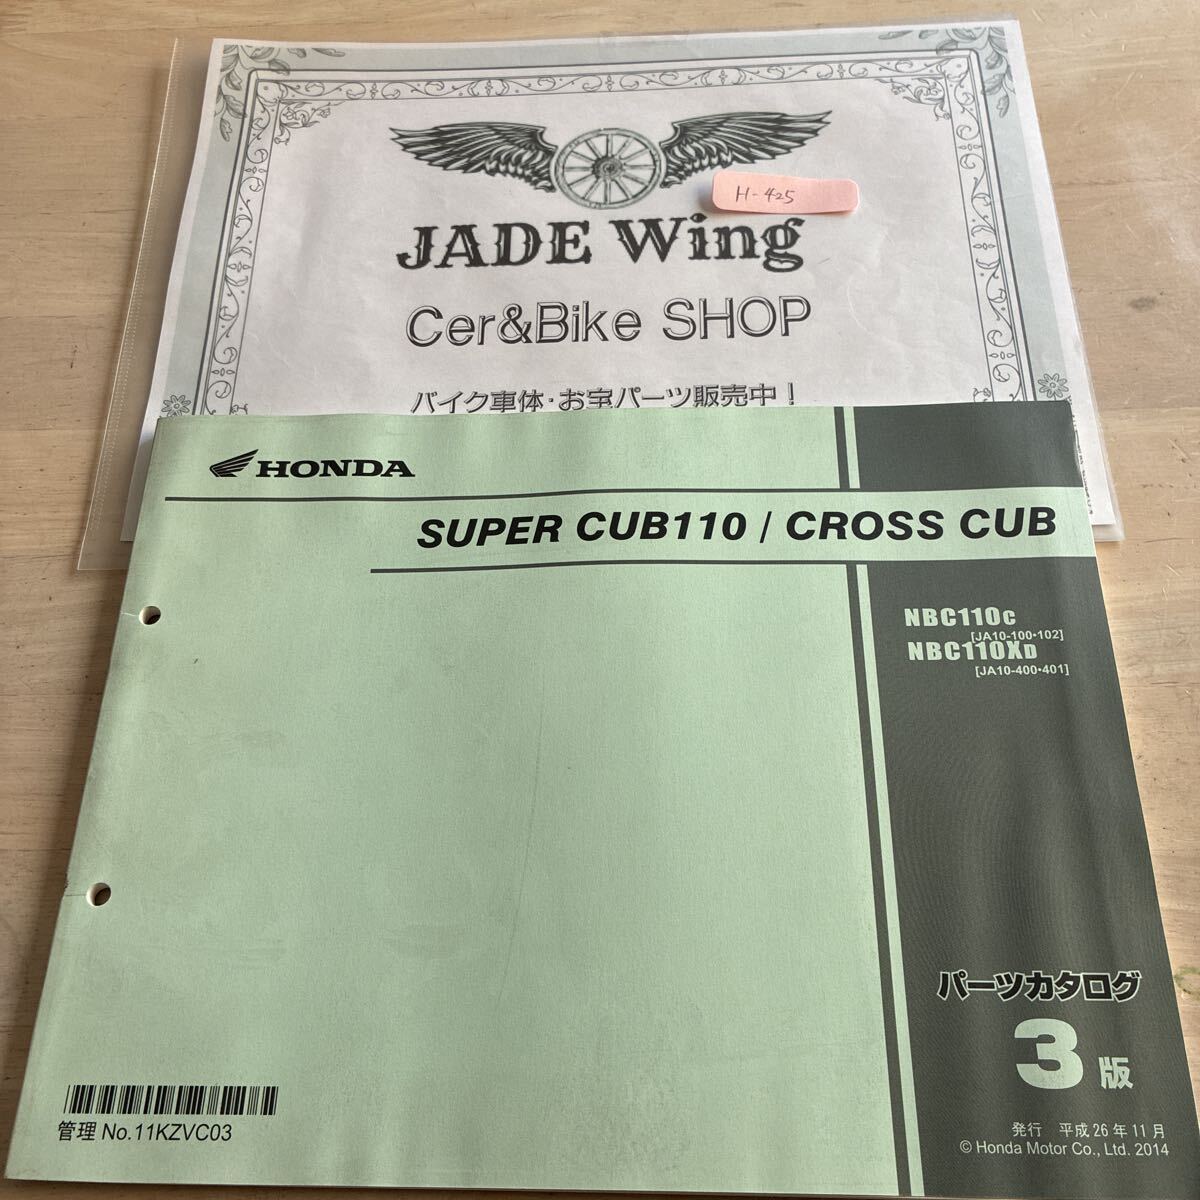 H-425
JADE Wing
Cer&Bike SHOP
バイク車体・お宝パーツ販売中！
HONDA
SUPER CUB110 / CROSS CUB
NBC110C
[JA10-100・102]
NBC110XD
[JA10-400・401]
パーツカタログ
3版
管理 No.11KZVC03
発行 平成26年11月
© Honda Motor Co., Ltd. 2014